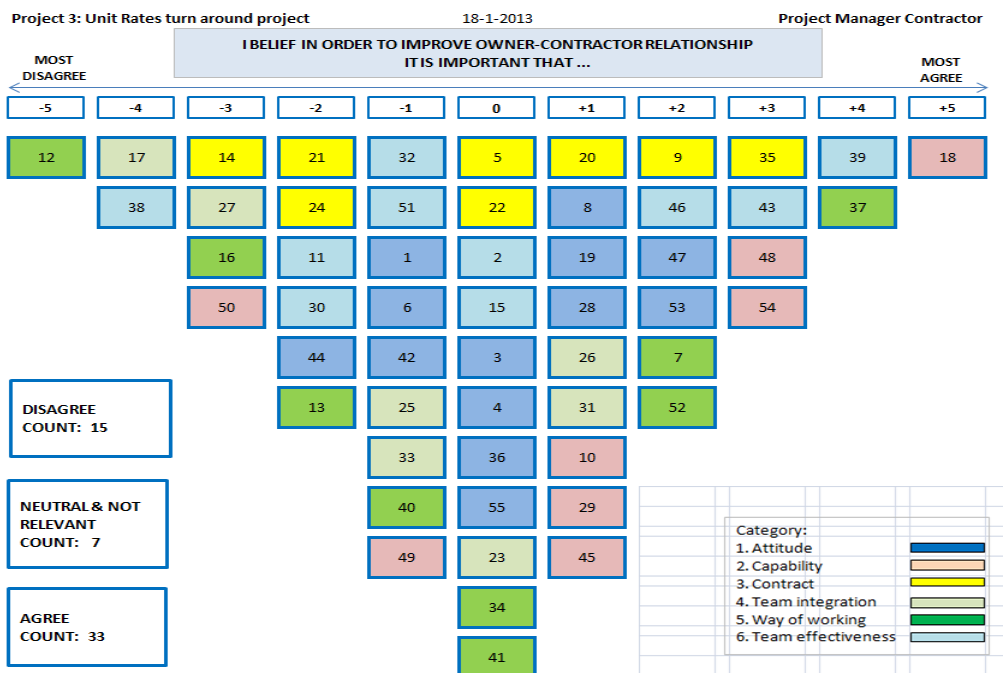 Project 3: Unit Rates turn around project 18-1-2013 Project Manager Contractor
I BELIEF IN ORDER TO IMPROVE OWNER-CONTRACTOR RELATIONSHIP
IT IS IMPORTANT THAT ...
MOST
DISAGREE
MOST
AGREE
-5 -4 -3 -2 -1 0 +1 +2 +3 +4 +5
12 17 14 21 32 5 20 9 35 39 18
38 27 24 51 22 8 46 43 37
16 11 1 2 19 47 48
50 30 6 15 28 53 54
44 42 3 26 7
13 25 4 31 52
33 36 10
40 55 29
49 23 45
34
41
DISAGREE
COUNT: 15
NEUTRAL & NOT
RELEVANT
COUNT: 7
AGREE
COUNT: 33
Category:
1. Attitude
2. Capability
3. Contract
4. Team integration
5. Way of working
6. Team effectiveness